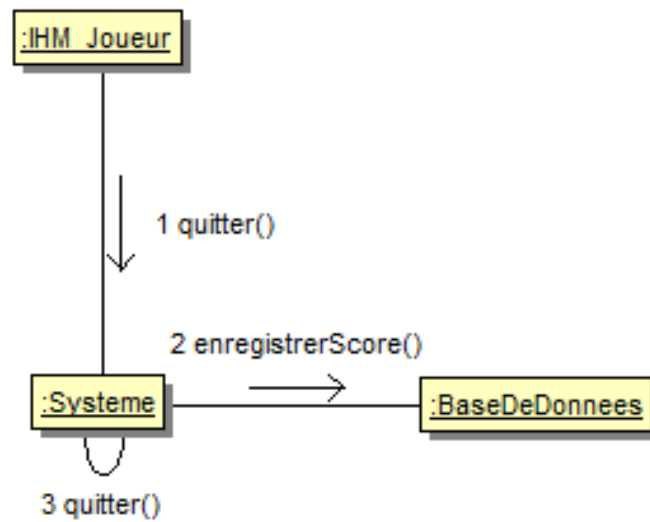 :IHM_Joueur
1 quitter()
2 enregistrerScore()
:Systeme
:BaseDeDonnees
3 quitter()